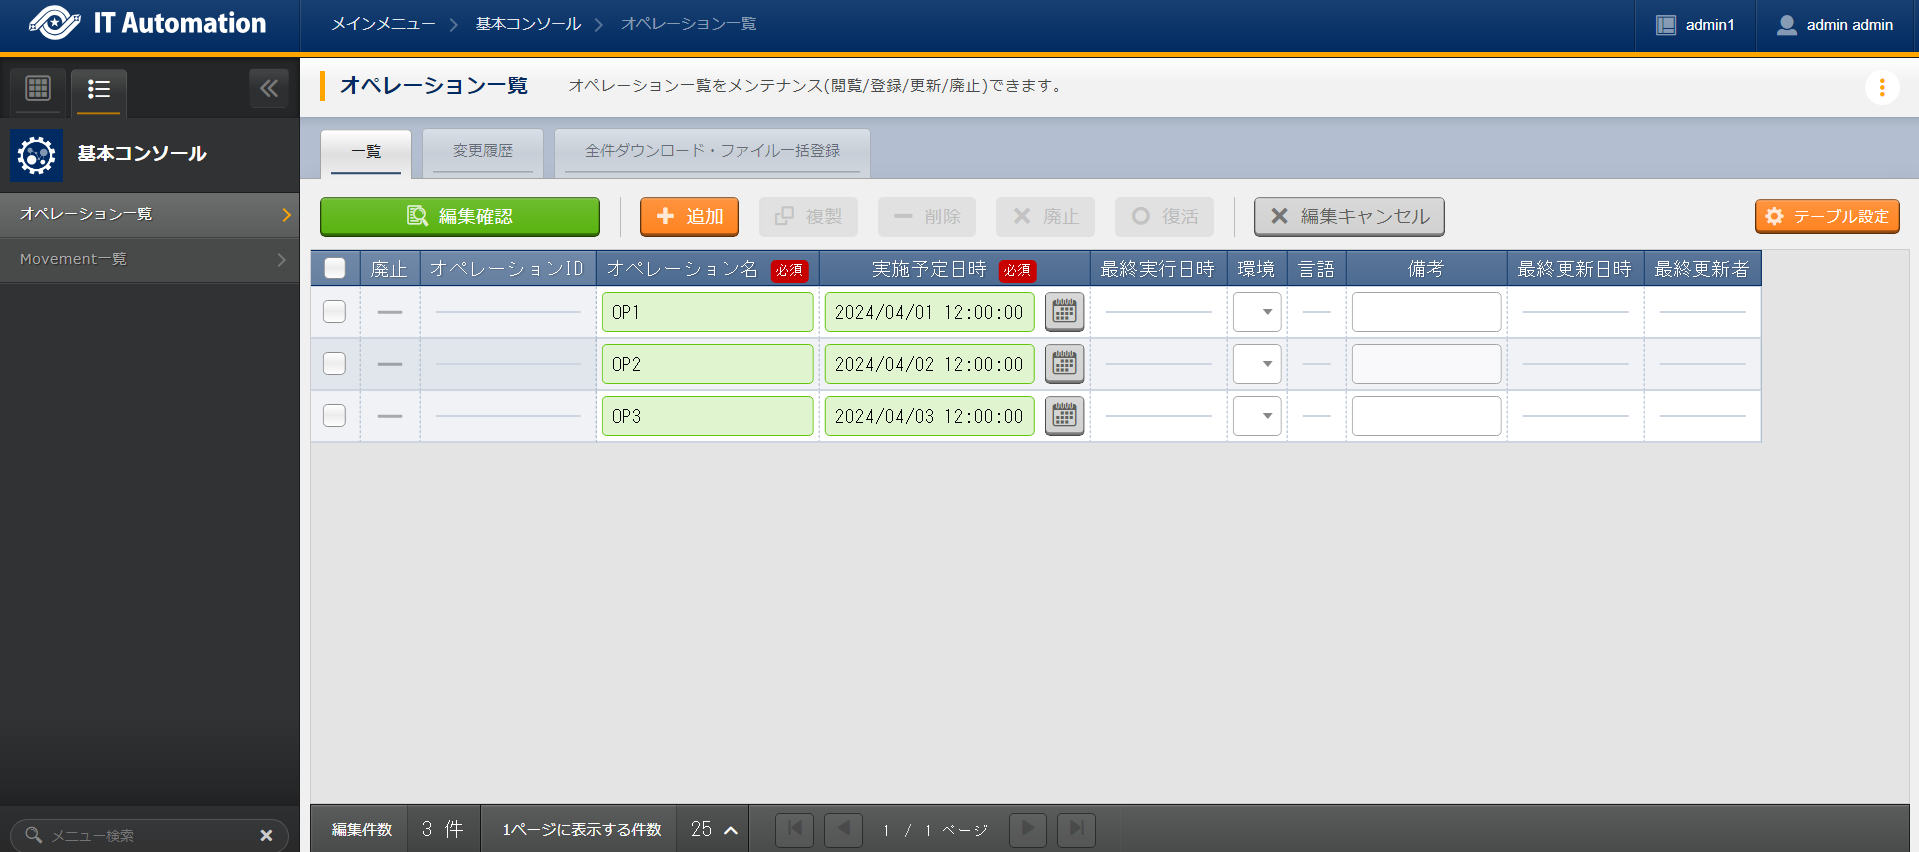 IT Automation
メインメニュー
基本コンソール
オペレーション一覧
admin1
admin admin
基本コンソール
オペレーション一覧
Movement一覧
メニュー検索
オペレーション一覧
オペレーション一覧をメンテナンス(閲覧/登録/更新/廃止)できます。
一覧
変更履歴
全件ダウンロード・ファイル一括登録
編集確認
追加
複製
削除
廃止
復活
編集キャンセル
テーブル設定
廃止 オペレーションID オペレーション名 必須 実施予定日時 必須 最終実行日時 環境 言語 備考 最終更新日時 最終更新者
OP1 2024/04/01 12:00:00
OP2 2024/04/02 12:00:00
OP3 2024/04/03 12:00:00
編集件数 3 件 1ページに表示する件数 25 1 / 1 ページ